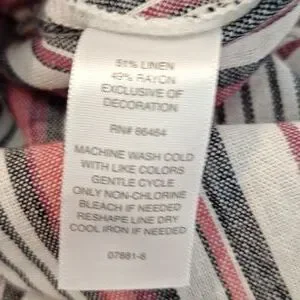 51% LINEN
49% RAYON
EXCLUSIVE OF
DECORATION
RN# 86464
MACHINE WASH COLD
WITH LIKE COLORS
GENTLE CYCLE
ONLY NON-CHLORINE
BLEACH IF NEEDED
RESHAPE LINE DRY
COOL IRON IF NEEDED
07881-8